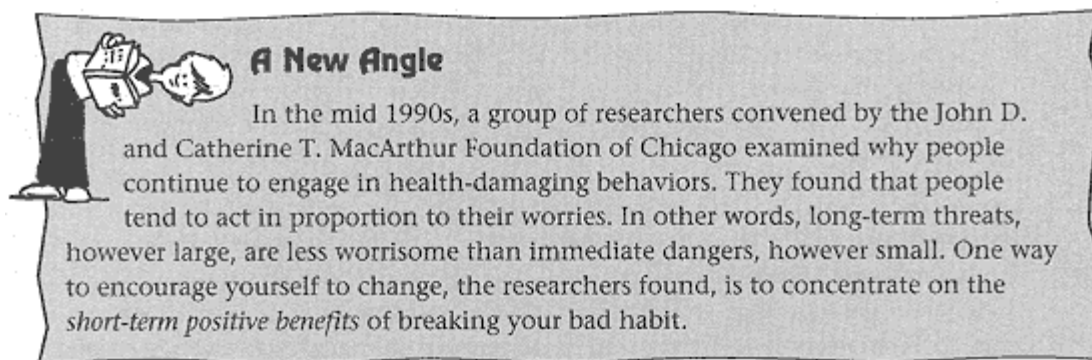 A New Angle
In the mid 1990s, a group of researchers convened by the John D.
and Catherine T. MacArthur Foundation of Chicago examined why people
continue to engage in health-damaging behaviors. They found that people
tend to act in proportion to their worries. In other words, long-term threats,
however large, are less worrisome than immediate dangers, however small. One way
to encourage yourself to change, the researchers found, is to concentrate on the
short-term positive benefits of breaking your bad habit.